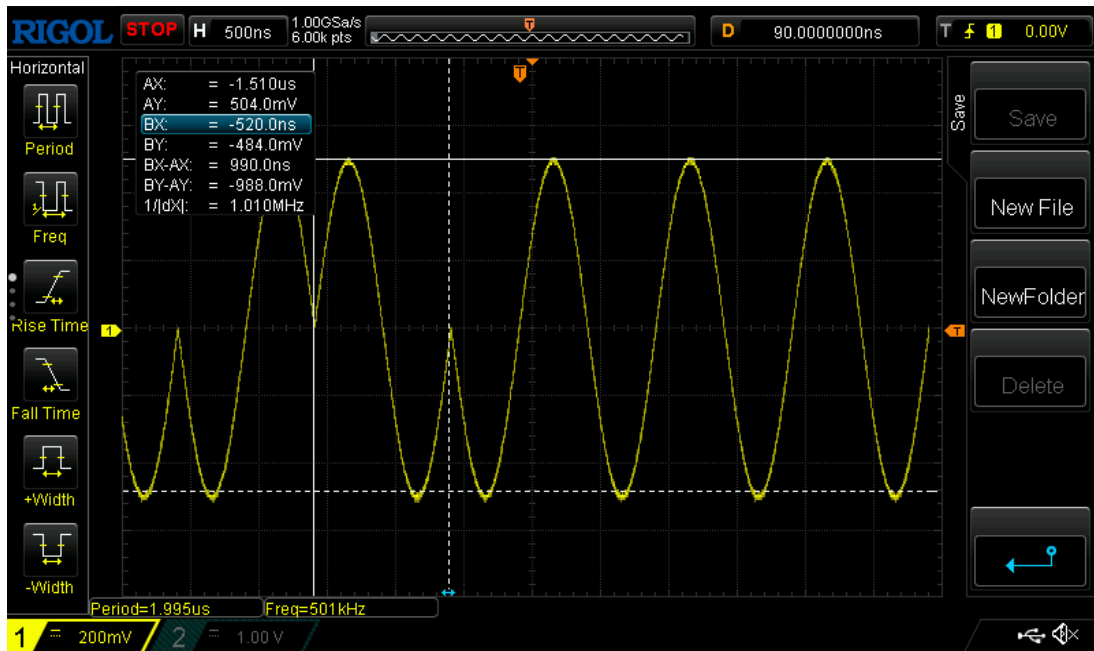 RIGOL STOP H 500ns 1.00GSa/s 6.00k pts T D 90.0000000ns T 1 0.00V
Horizontal
Period
Freq
Rise Time
Fall Time
+Width
-Width
AX: = -1.510us
AY: = 504.0mV
BX: = -520.0ns
BY: = -484.0mV
BX-AX: = 990.0ns
BY-AY: = -988.0mV
1/|dX|: = 1.010MHz
T
1
T
Save
Save
New File
NewFolder
Delete
Period=1.995us Freq=501kHz
1 200mV 2 1.00 V